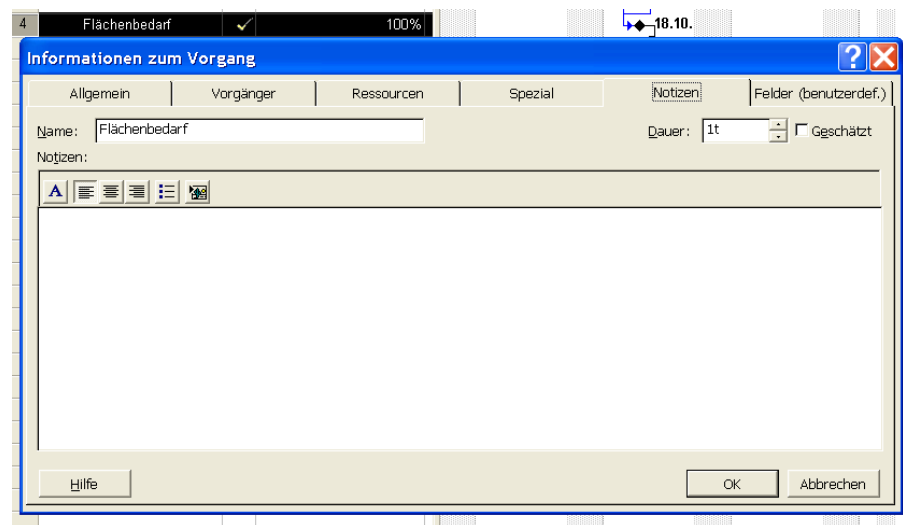 4 Flächenbedarf 100% 18.10.
Informationen zum Vorgang
Allgemein Vorgänger Ressourcen Spezial Notizen Felder (benutzerdef.)
Name: Flächenbedarf Dauer: 1t Geschätzt
Notizen:
A
Hilfe OK Abbrechen